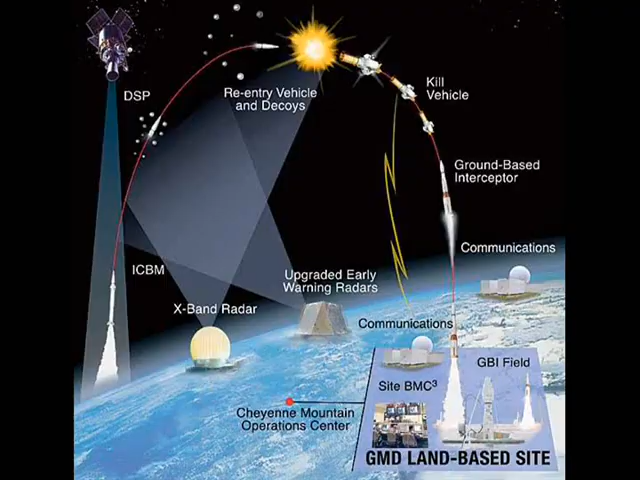 DSP
Re-entry Vehicle
and Decoys
Kill
Vehicle
Ground-Based
Interceptor
Communications
ICBM
Upgraded Early
Warning Radars
X-Band Radar
Communications
GBI Field
Site BMC³
Cheyenne Mountain
Operations Center
GMD LAND-BASED SITE